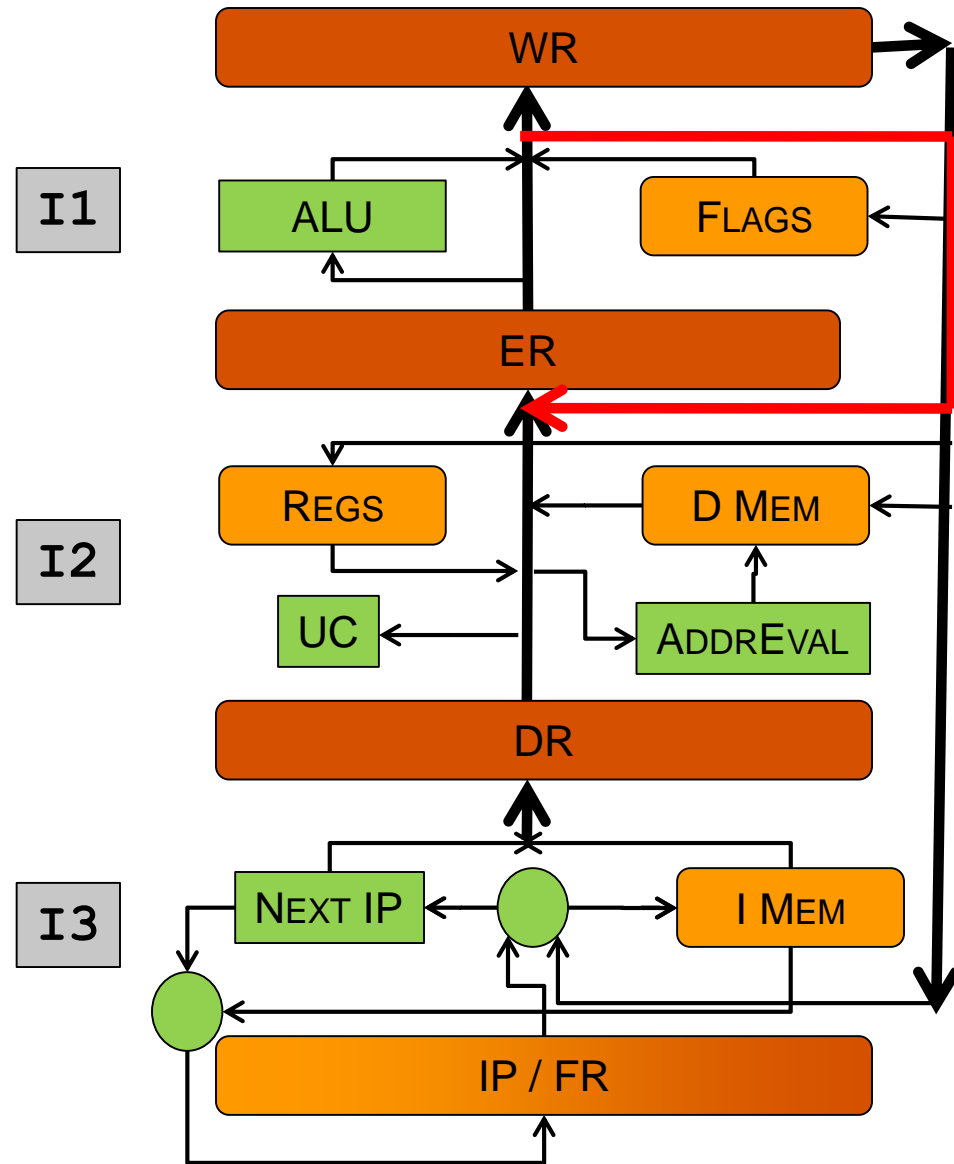 WR
I1
ALU
FLAGS
ER
REGS
D MEM
I2
UC
ADDREVAL
DR
I3
NEXT IP
I MEM
IP / FR